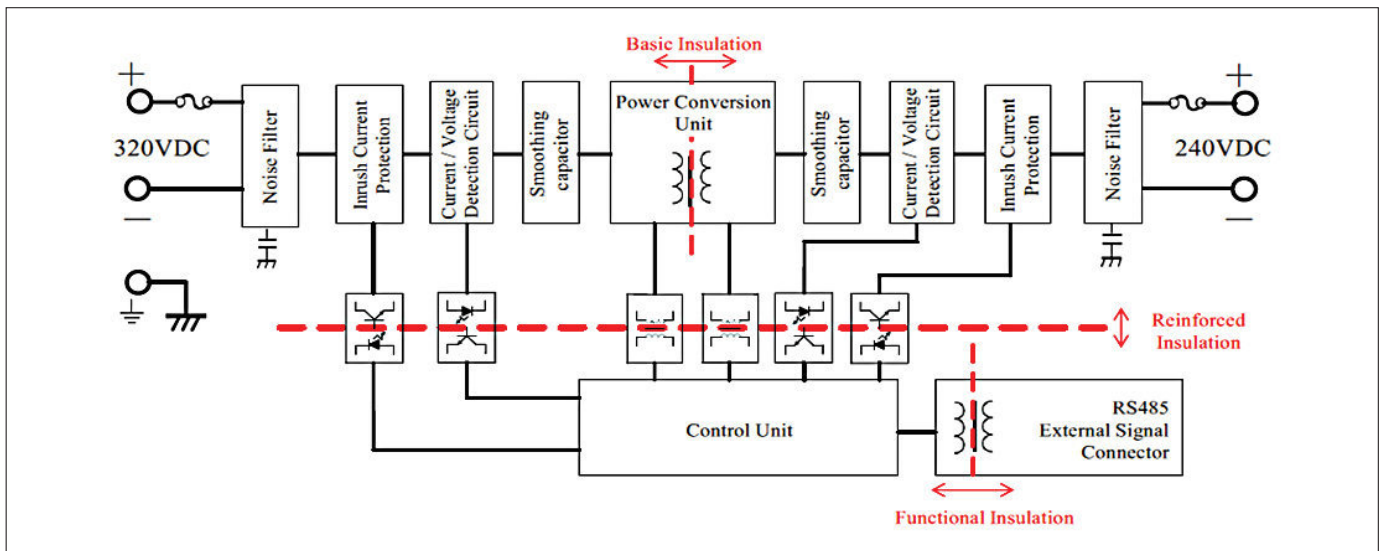 Basic Insulation
+
320VDC
—
Noise Filter
Inrush Current
Protection
Current / Voltage
Detection Circuit
Smoothing
capacitor
Power Conversion
Unit
Smoothing
capacitor
Current / Voltage
Detection Circuit
Inrush Current
Protection
Noise Filter
+
240VDC
—
Reinforced
Insulation
Control Unit
RS485
External Signal
Connector
Functional Insulation